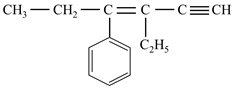 CH₃ — CH₂ — C = C — C ≡ CH
C₂H₅